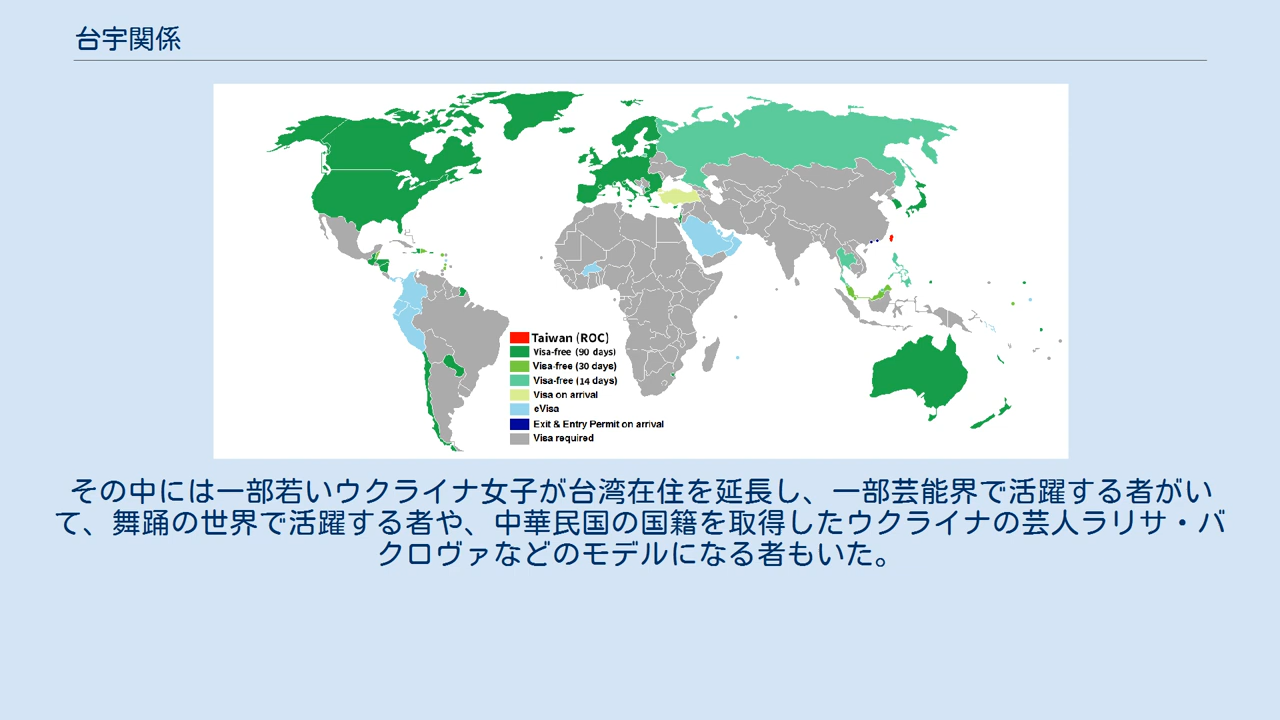 台宇関係
Taiwan (ROC)
Visa-free (90 days)
Visa-free (30 days)
Visa-free (14 days)
Visa on arrival
eVisa
Exit & Entry Permit on arrival
Visa required
その中には一部若いウクライナ女子が台湾在住を延長し、一部芸能界で活躍する者がい
て、舞踊の世界で活躍する者や、中華民国の国籍を取得したウクライナの芸人ラリサ・バ
クロヴァなどのモデルになる者もいた。